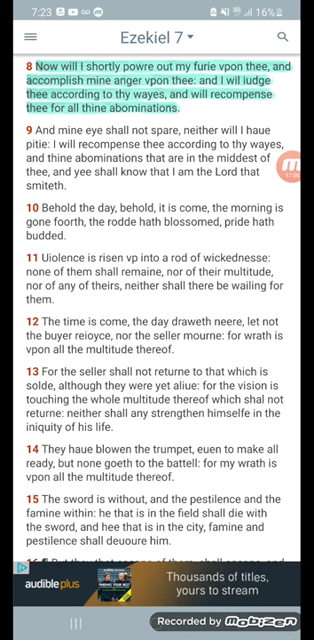 7:23
16%
Ezekiel 7
8 Now will I shortly powre out my furie vpon thee, and
accomplish mine anger vpon thee: and I wil iudge
thee according to thy wayes, and will recompense
thee for all thine abominations.
9 And mine eye shall not spare, neither will I haue
pitie: I will recompense thee according to thy wayes,
and thine abominations that are in the middest of
thee, and yee shall know that I am the Lord that
smiteth.
10 Behold the day, behold, it is come, the morning is
gone foorth, the rodde hath blossomed, pride hath
budded.
11 Uiolence is risen vp into a rod of wickednesse:
none of them shall remaine, nor of their multitude,
nor of any of theirs, neither shall there be wailing for
them.
12 The time is come, the day draweth neere, let not
the buyer reioyce, nor the seller mourne: for wrath is
vpon all the multitude thereof.
13 For the seller shall not returne to that which is
solde, although they were yet aliue: for the vision is
touching the whole multitude thereof which shal not
returne: neither shall any strengthen himselfe in the
iniquity of his life.
14 They haue blowen the trumpet, euen to make all
ready, but none goeth to the battell: for my wrath is
vpon all the multitude thereof.
15 The sword is without, and the pestilence and the
famine within: he that is in the field shall die with
the sword, and hee that is in the city, famine and
pestilence shall deuoure him.
audible plus
Thousands of titles,
yours to stream
Recorded by mobizen